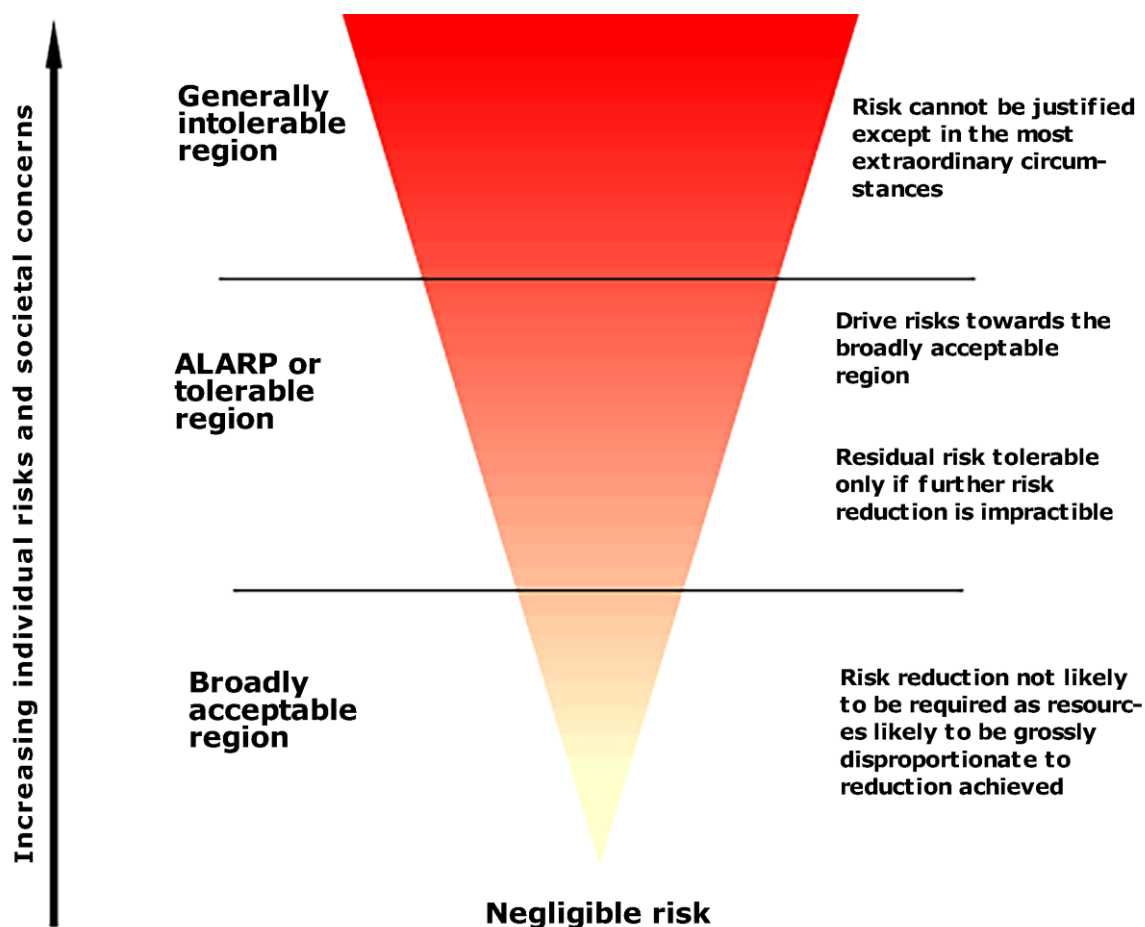 Increasing individual risks and societal concerns
Generally
intolerable
region
Risk cannot be justified
except in the most
extraordinary circum-
stances
ALARP or
tolerable
region
Drive risks towards the
broadly acceptable
region
Residual risk tolerable
only if further risk
reduction is impractible
Broadly
acceptable
region
Risk reduction not likely
to be required as resourc-
es likely to be grossly
disproportionate to
reduction achieved
Negligible risk